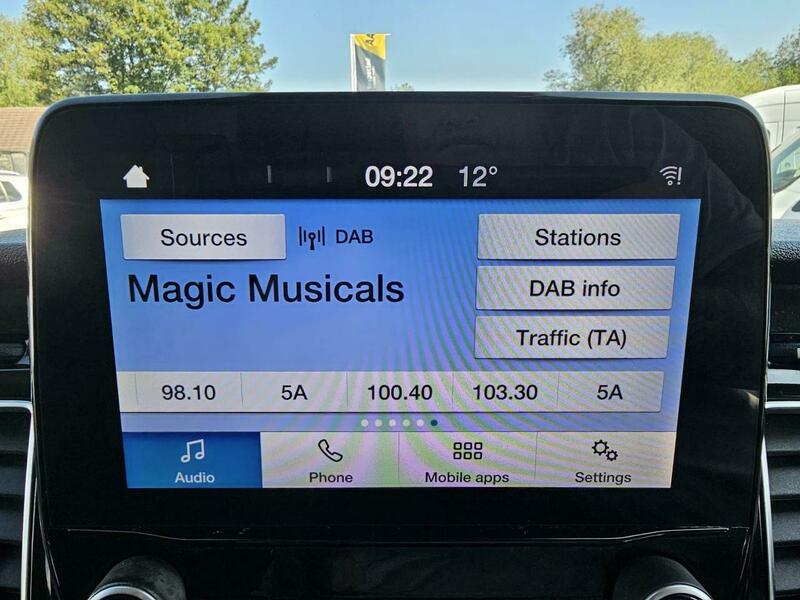 09:22 12°
Sources DAB Stations
Magic Musicals DAB info
Traffic (TA)
98.10 5A 100.40 103.30 5A
Audio Phone Mobile apps Settings